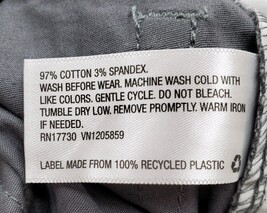 97% COTTON 3% SPANDEX.
WASH BEFORE WEAR. MACHINE WASH COLD WITH
LIKE COLORS. GENTLE CYCLE. DO NOT BLEACH.
TUMBLE DRY LOW. REMOVE PROMPTLY. WARM IRON
IF NEEDED.
RN17730 VN1205859
LABEL MADE FROM 100% RECYCLED PLASTIC